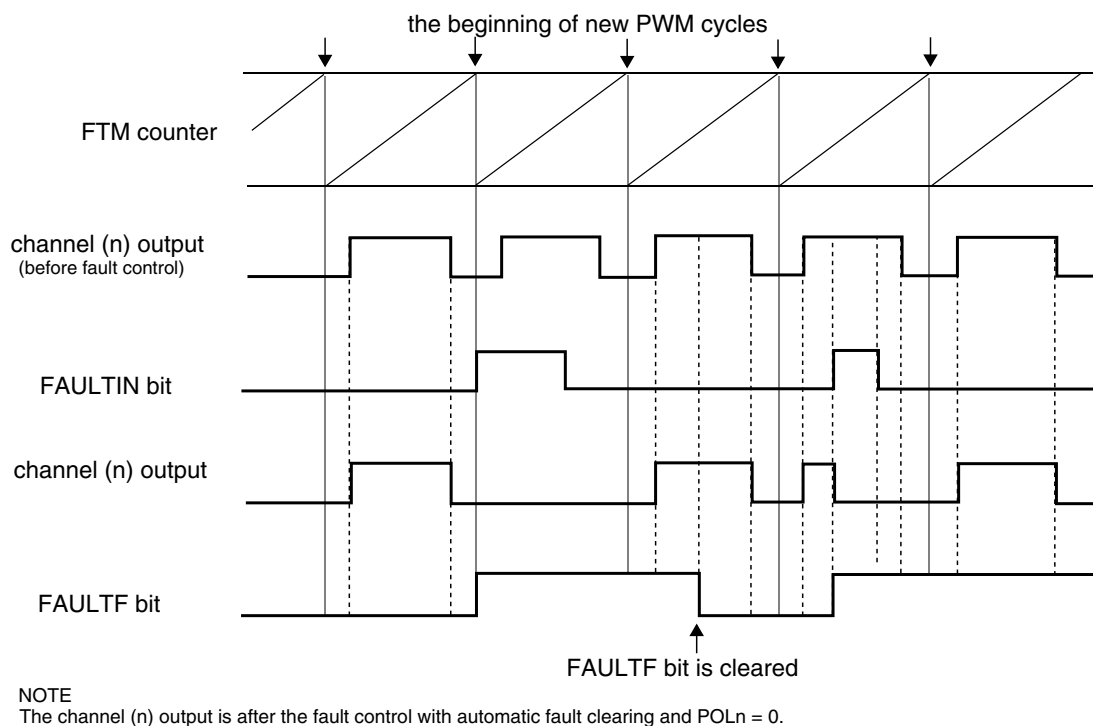 the beginning of new PWM cycles
FTM counter
channel (n) output
(before fault control)
FAULTIN bit
channel (n) output
FAULTF bit
FAULTF bit is cleared
NOTE
The channel (n) output is after the fault control with automatic fault clearing and POLn = 0.